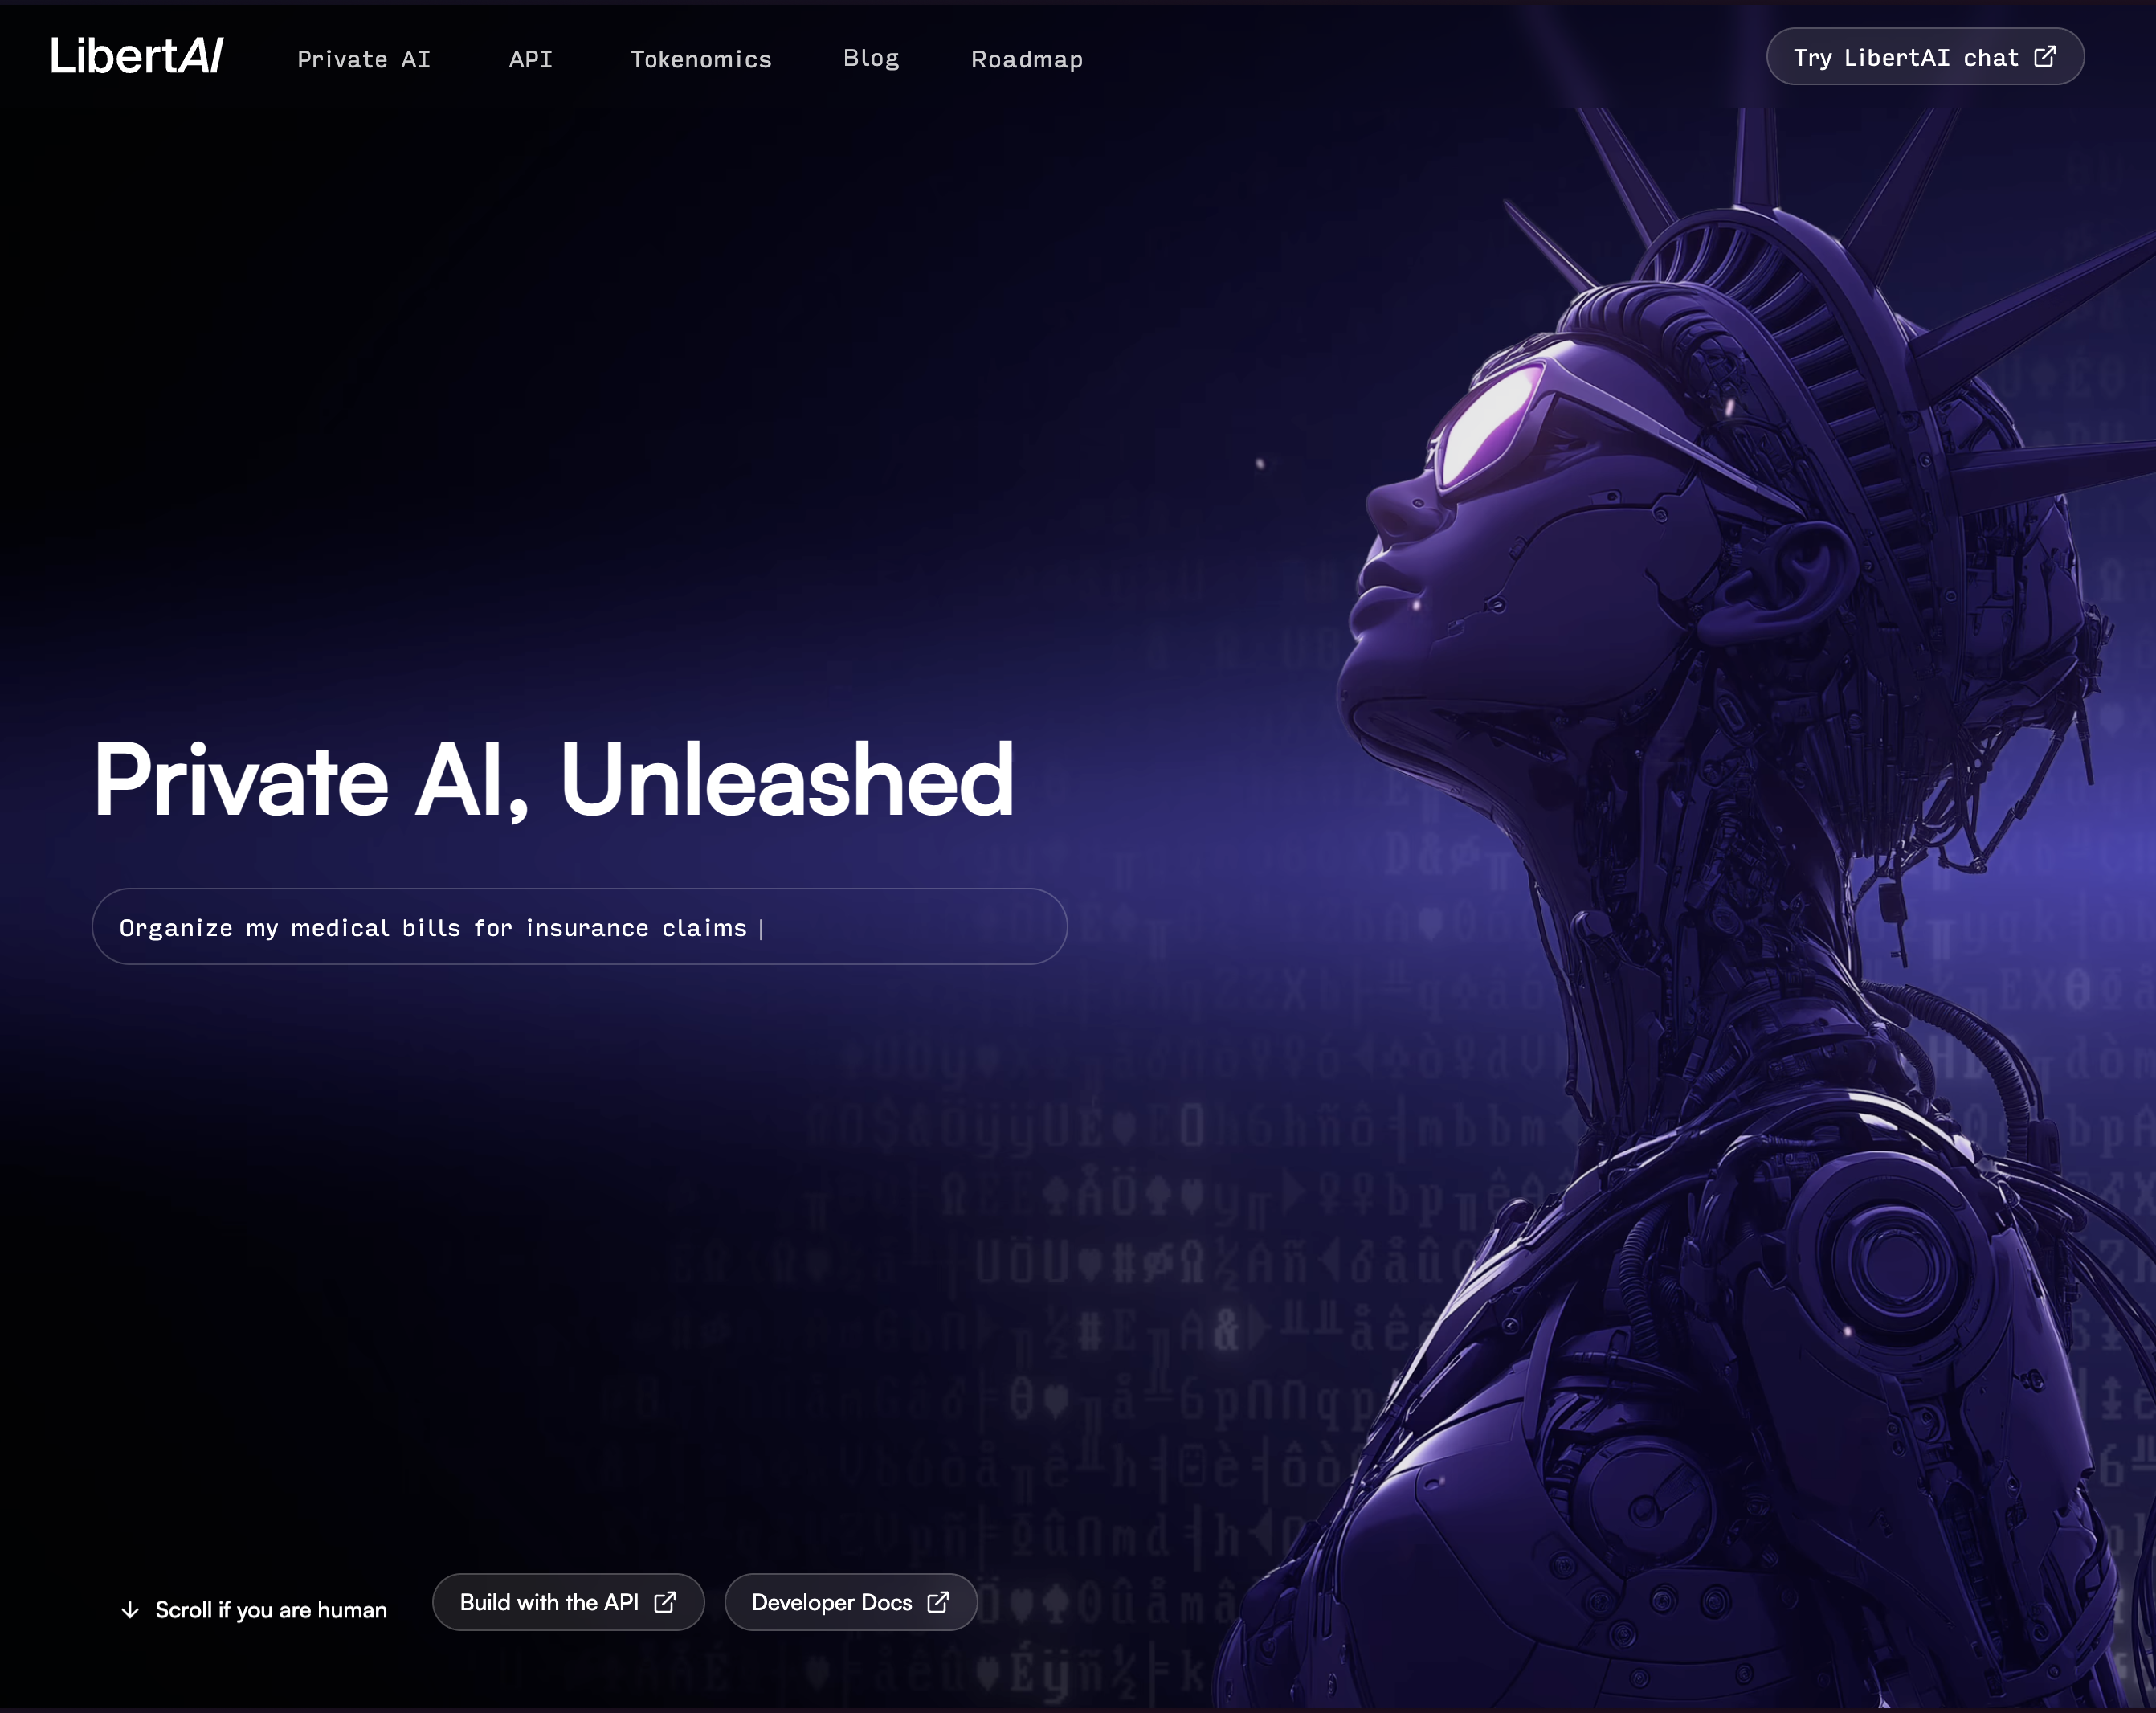 LibertAI
Private AI
API
Tokenomics
Blog
Roadmap
Try LibertAI chat
Private AI, Unleashed
Organize my medical bills for insurance claims
Scroll if you are human
Build with the API
Developer Docs